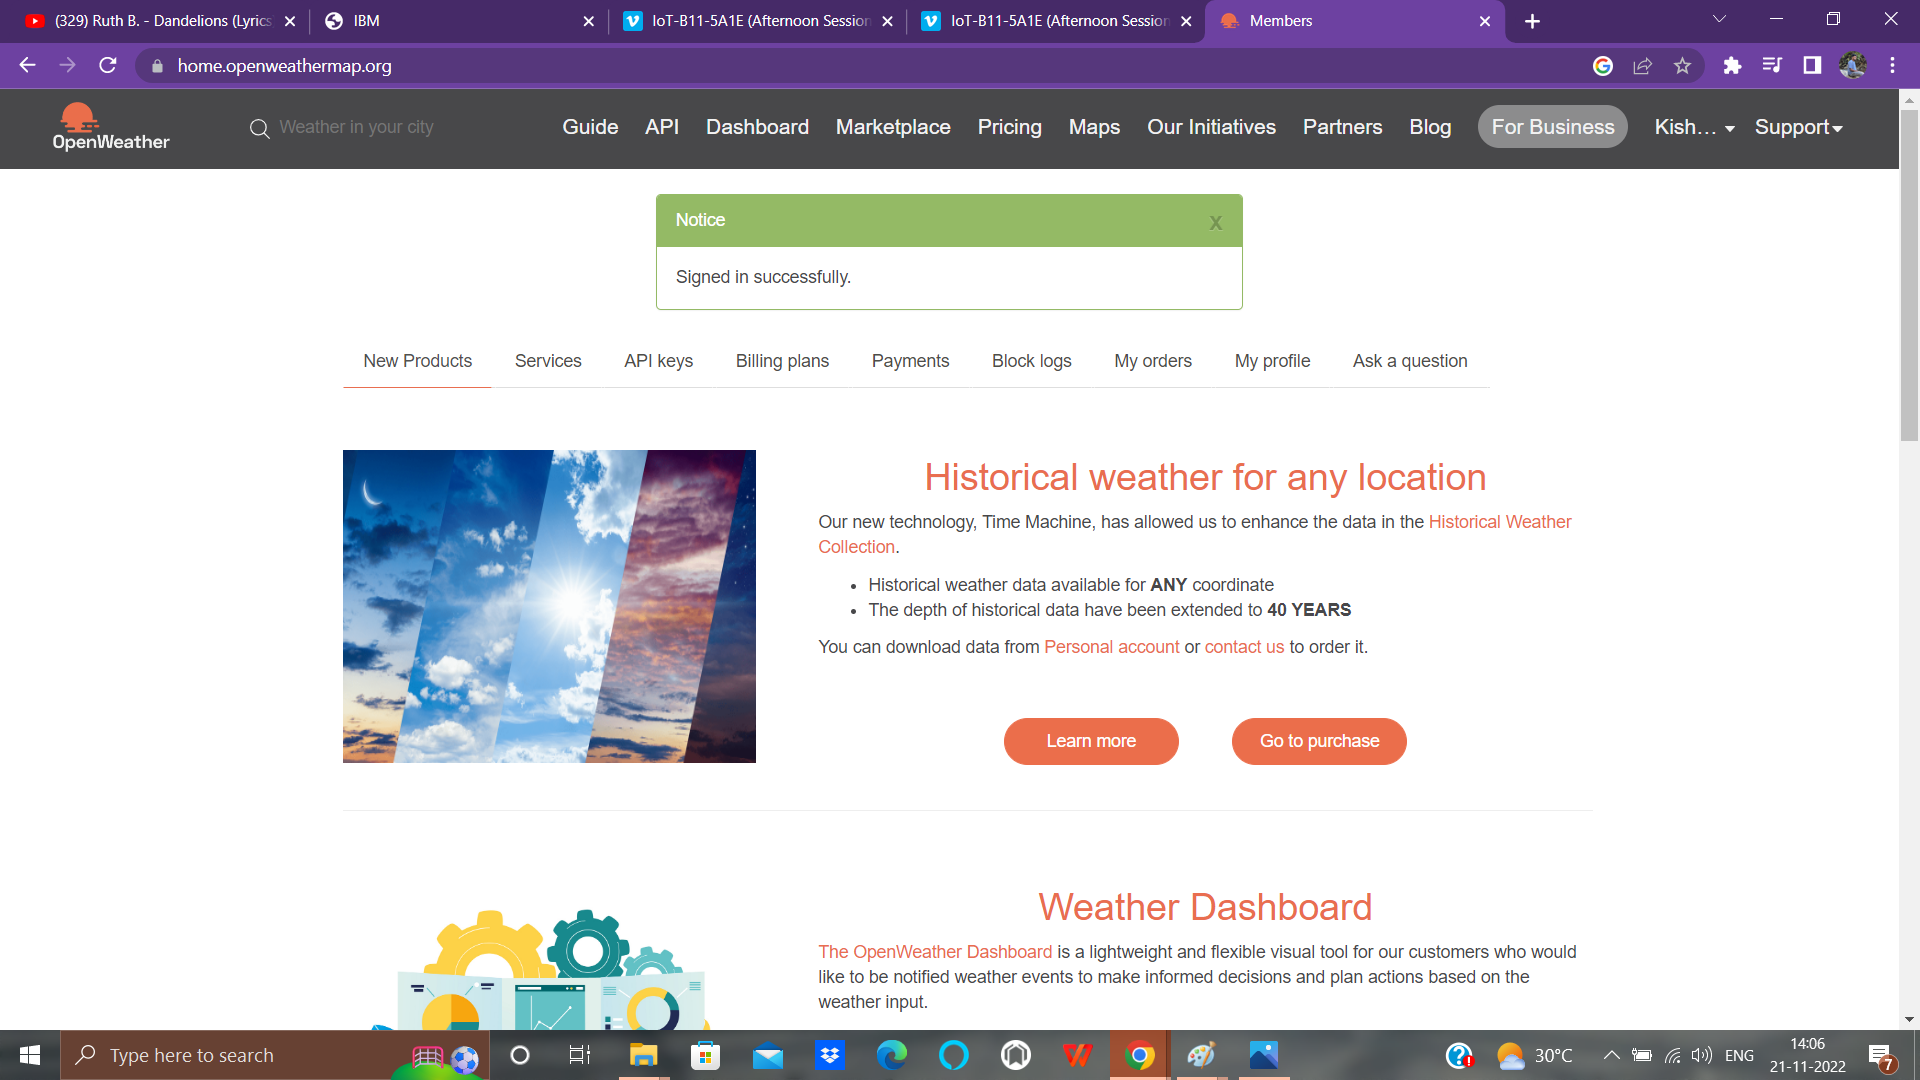 (329) Ruth B. - Dandelions (Lyrics
IBM
IoT-B11-5A1E (Afternoon Session
IoT-B11-5A1E (Afternoon Session
Members
home.openweathermap.org
OpenWeather
Weather in your city
Guide
API
Dashboard
Marketplace
Pricing
Maps
Our Initiatives
Partners
Blog
For Business
Kish...
Support
Notice
x
Signed in successfully.
New Products
Services
API keys
Billing plans
Payments
Block logs
My orders
My profile
Ask a question
Historical weather for any location
Our new technology, Time Machine, has allowed us to enhance the data in the Historical Weather
Collection.
• Historical weather data available for ANY coordinate
• The depth of historical data have been extended to 40 YEARS
You can download data from Personal account or contact us to order it.
Learn more
Go to purchase
Weather Dashboard
The OpenWeather Dashboard is a lightweight and flexible visual tool for our customers who would
like to be notified weather events to make informed decisions and plan actions based on the
weather input.
Type here to search
30°C
ENG
14:06
21-11-2022
7